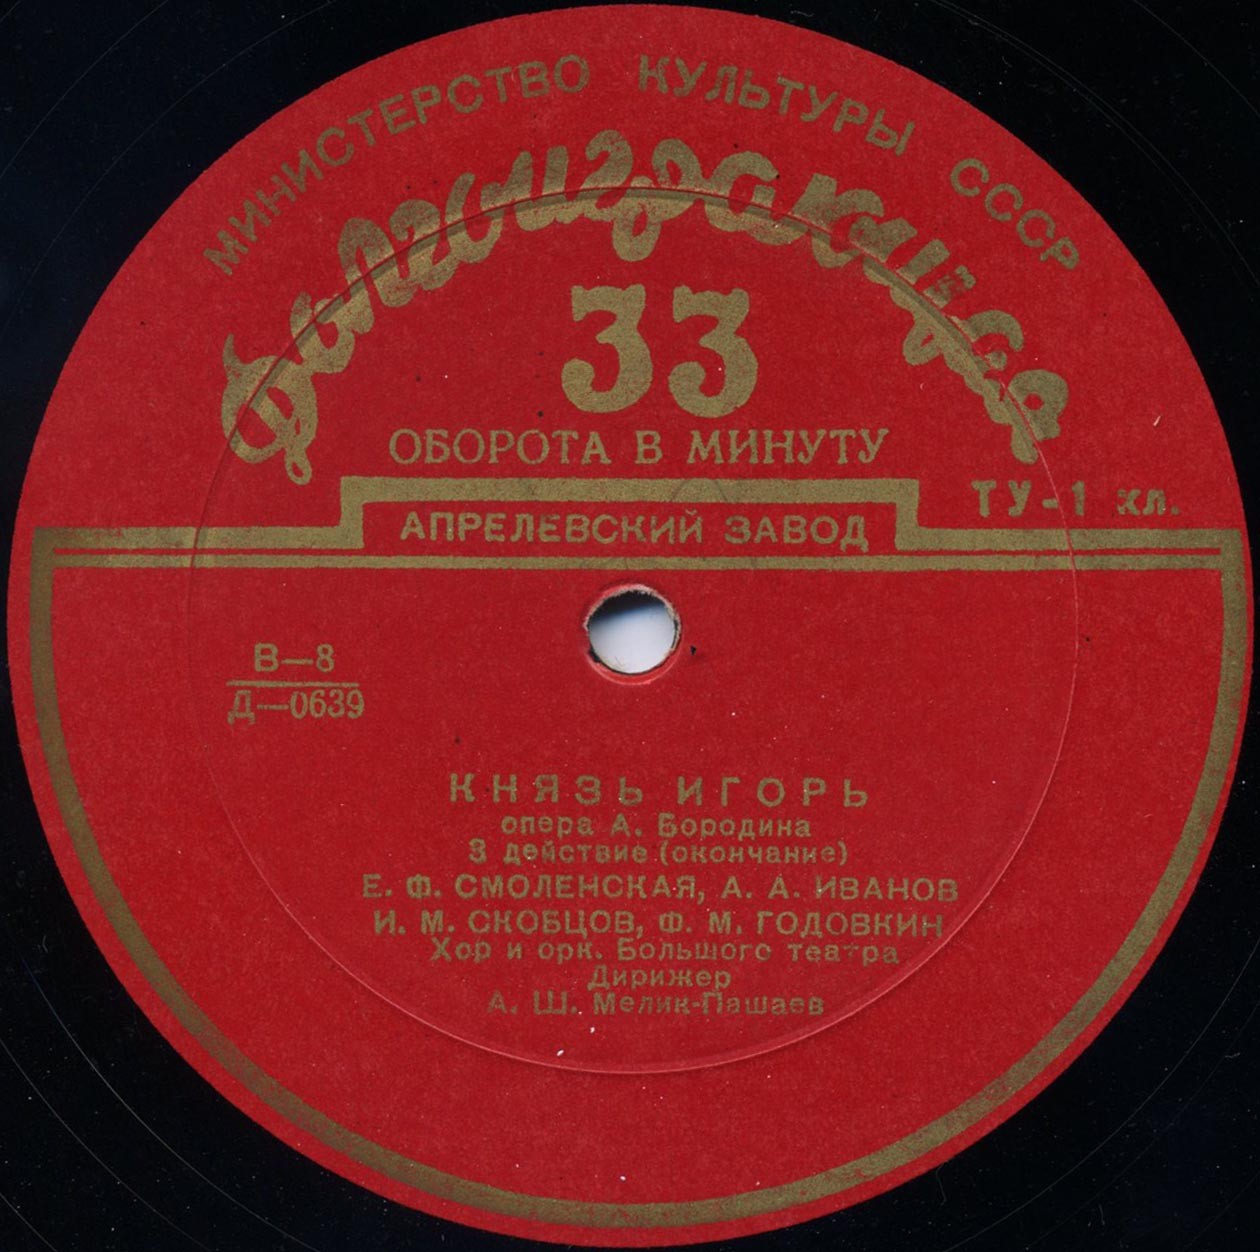 МИНИСТЕРСТВО КУЛЬТУРЫ СССР
Долгоиграющая
33
ОБОРОТА В МИНУТУ
ТУ-1 кл.
АПРЕЛЕВСКИЙ ЗАВОД
В—8
Д—0639
КНЯЗЬ ИГОРЬ
опера А. Бородина
3 действие (окончание)
Е. Ф. СМОЛЕНСКАЯ, А. А. ИВАНОВ
И. М. СКОБЦОВ, Ф. М. ГОДОВКИН
Хор и орк. Большого театра
Дирижер
А. Ш. Мелик-Пашаев